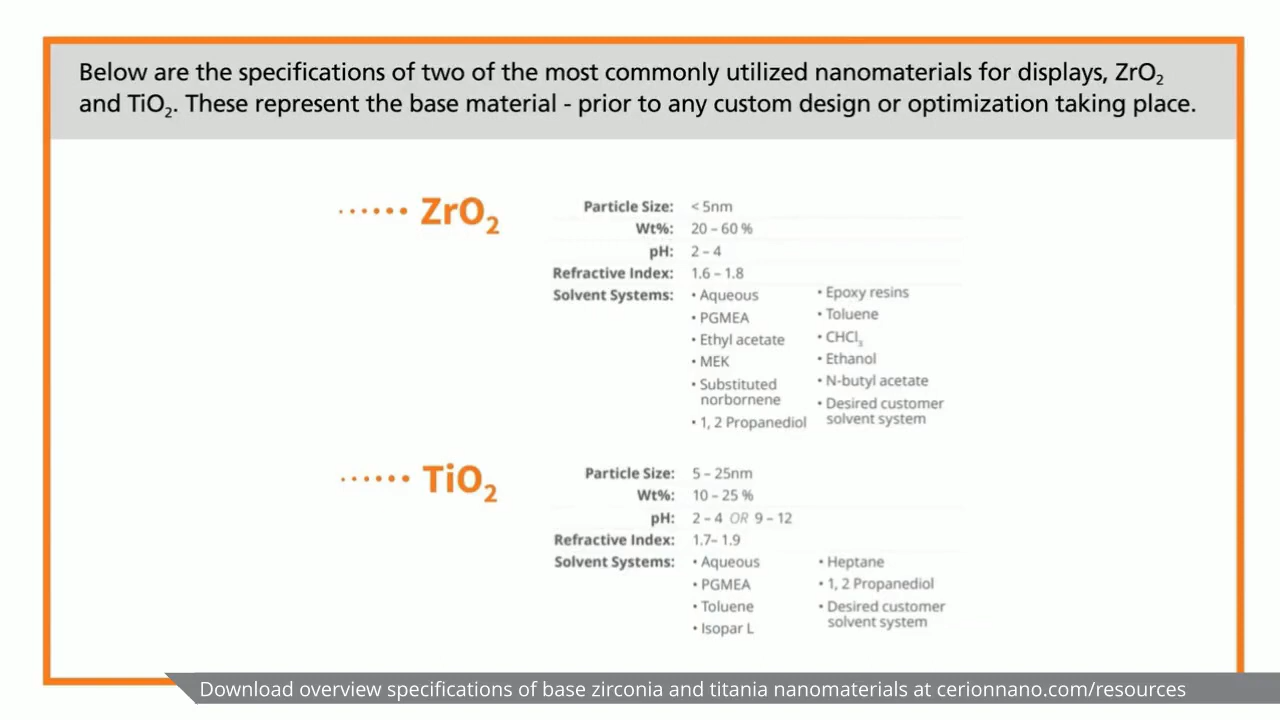 Below are the specifications of two of the most commonly utilized nanomaterials for displays, ZrO₂
and TiO₂. These represent the base material - prior to any custom design or optimization taking place.
ZrO₂
Particle Size: < 5nm
Wt%: 20 – 60 %
pH: 2 – 4
Refractive Index: 1.6 – 1.8
Solvent Systems:
• Aqueous
• PGMEA
• Ethyl acetate
• MEK
• Substituted
norbornene
• 1, 2 Propanediol
• Epoxy resins
• Toluene
• CHCl₃
• Ethanol
• N-butyl acetate
• Desired customer
solvent system
TiO₂
Particle Size: 5 – 25nm
Wt%: 10 – 25 %
pH: 2 – 4 OR 9 – 12
Refractive Index: 1.7– 1.9
Solvent Systems:
• Aqueous
• PGMEA
• Toluene
• Isopar L
• Heptane
• 1, 2 Propanediol
• Desired customer
solvent system
Download overview specifications of base zirconia and titania nanomaterials at cerionnano.com/resources